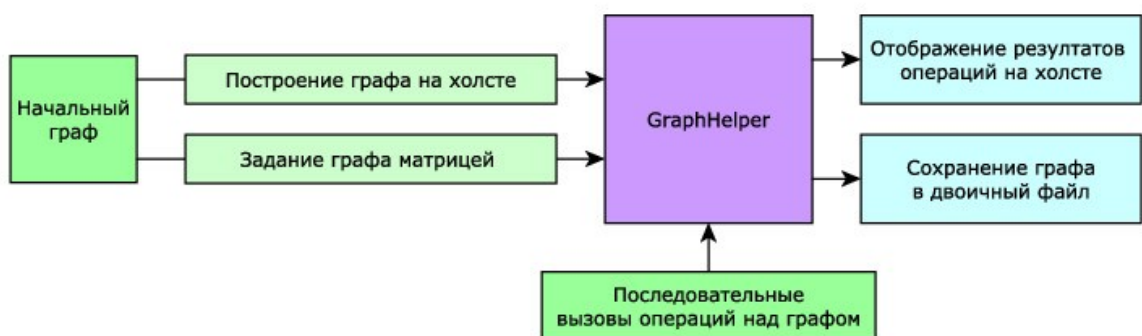 Начальный
граф
Построение графа на холсте
Задание графа матрицей
GraphHelper
Отображение резултатов
операций на холсте
Сохранение графа
в двоичный файл
Последовательные
вызовы операций над графом